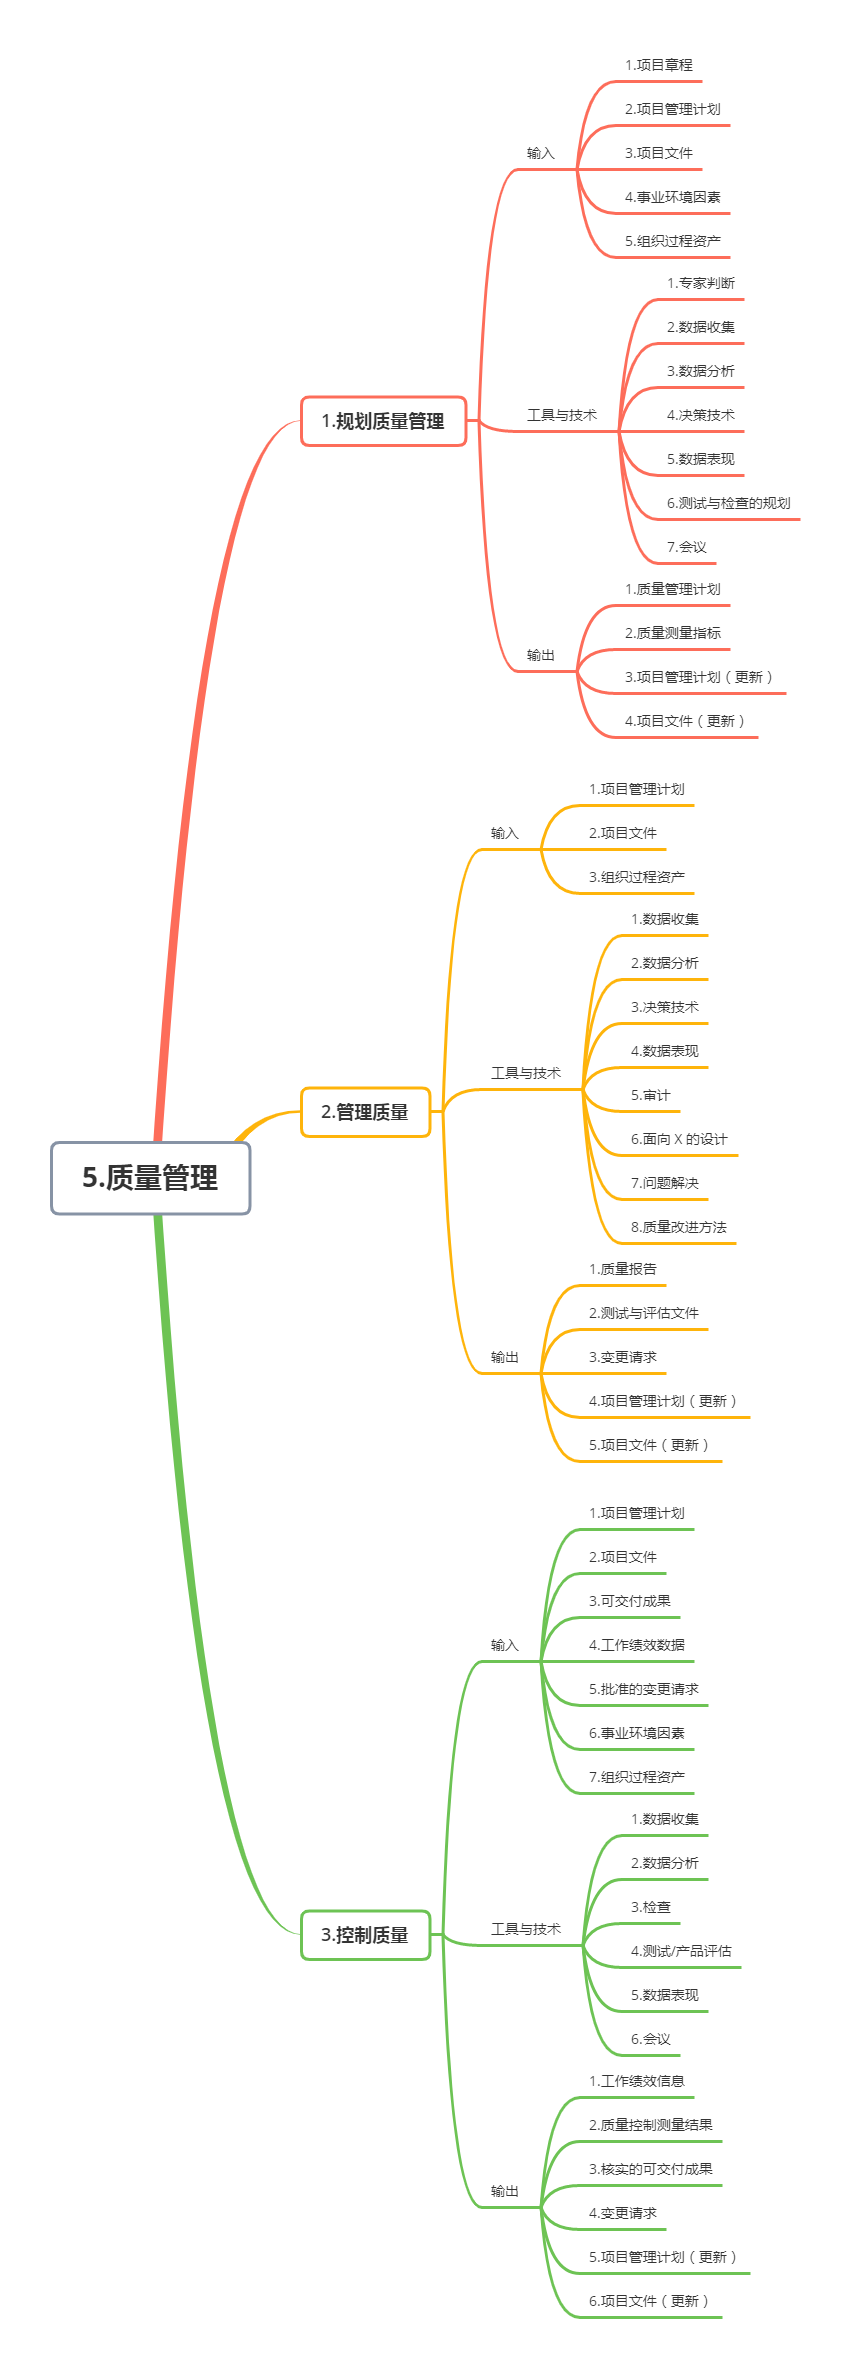 5.质量管理
1.规划质量管理
输入
1.项目章程
2.项目管理计划
3.项目文件
4.事业环境因素
5.组织过程资产
工具与技术
1.专家判断
2.数据收集
3.数据分析
4.决策技术
5.数据表现
6.测试与检查的规划
7.会议
输出
1.质量管理计划
2.质量测量指标
3.项目管理计划（更新）
4.项目文件（更新）
2.管理质量
输入
1.项目管理计划
2.项目文件
3.组织过程资产
工具与技术
1.数据收集
2.数据分析
3.决策技术
4.数据表现
5.审计
6.面向 X 的设计
7.问题解决
8.质量改进方法
输出
1.质量报告
2.测试与评估文件
3.变更请求
4.项目管理计划（更新）
5.项目文件（更新）
3.控制质量
输入
1.项目管理计划
2.项目文件
3.可交付成果
4.工作绩效数据
5.批准的变更请求
6.事业环境因素
7.组织过程资产
工具与技术
1.数据收集
2.数据分析
3.检查
4.测试/产品评估
5.数据表现
6.会议
输出
1.工作绩效信息
2.质量控制测量结果
3.核实的可交付成果
4.变更请求
5.项目管理计划（更新）
6.项目文件（更新）